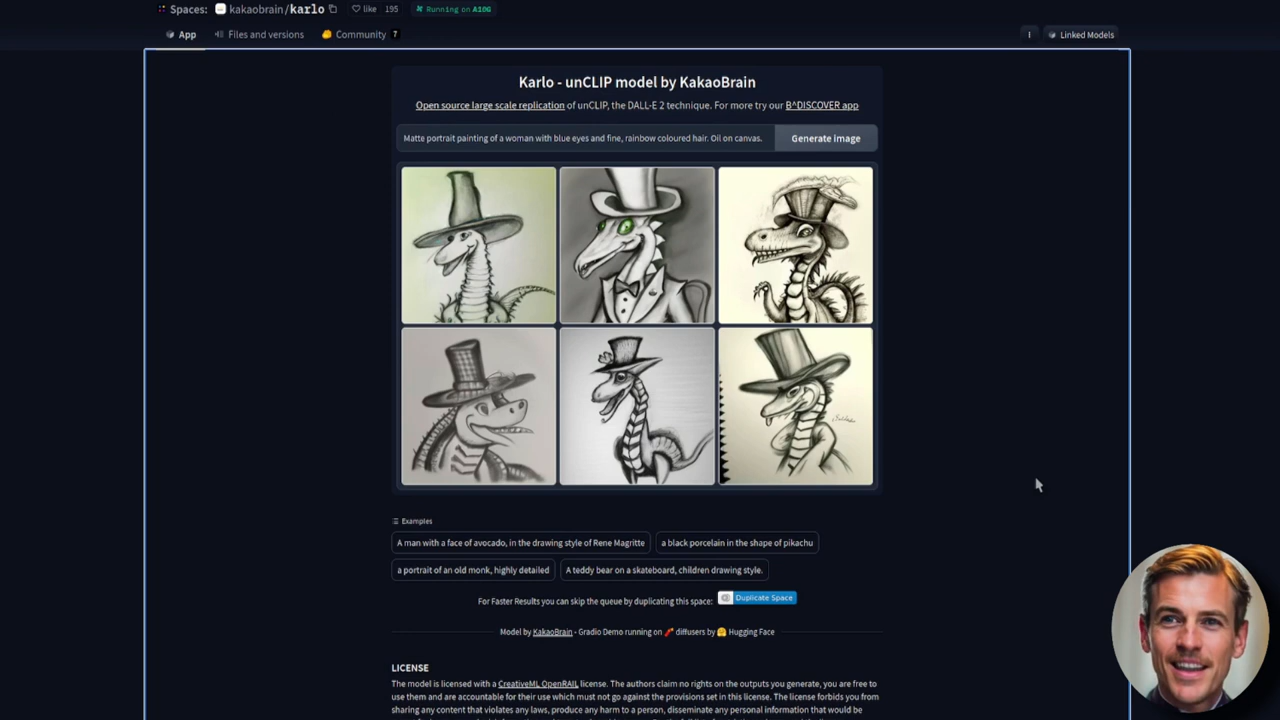 Spaces: kakaobrain/karlo like 195 Running on A10G
App Files and versions Community 7 Linked Models
Karlo - unCLIP model by KakaoBrain
Open source large scale replication of unCLIP, the DALL-E 2 technique. For more try our B^DISCOVER app
Matte portrait painting of a woman with blue eyes and fine, rainbow coloured hair. Oil on canvas. Generate image
Examples
A man with a face of avocado, in the drawing style of Rene Magritte a black porcelain in the shape of pikachu
a portrait of an old monk, highly detailed A teddy bear on a skateboard, children drawing style.
For Faster Results you can skip the queue by duplicating this space: Duplicate Space
Model by KakaoBrain - Gradio Demo running on 🧨 diffusers by 🤗 Hugging Face
LICENSE
The model is licensed with a CreativeML OpenRAIL license. The authors claim no rights on the outputs you generate, you are free to
use them and are accountable for their use which must not go against the provisions set in this license. The license forbids you from
sharing any content that violates any laws, produce any harm to a person, disseminate any personal information that would be